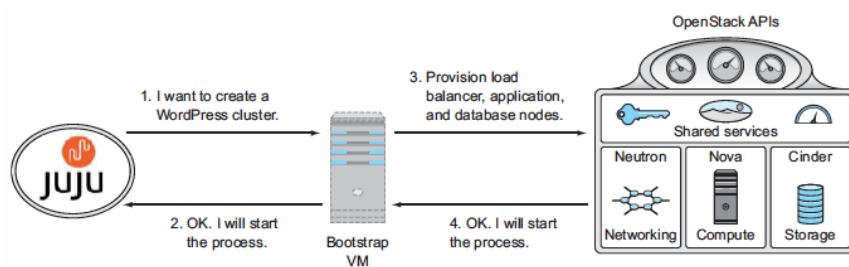 OpenStack APIs
1. I want to create a
WordPress cluster.
3. Provision load
balancer, application,
and database nodes.
Shared services
juju
Neutron
Nova
Cinder
Networking
Compute
Storage
2. OK. I will start
the process.
Bootstrap
VM
4. OK. I will start
the process.